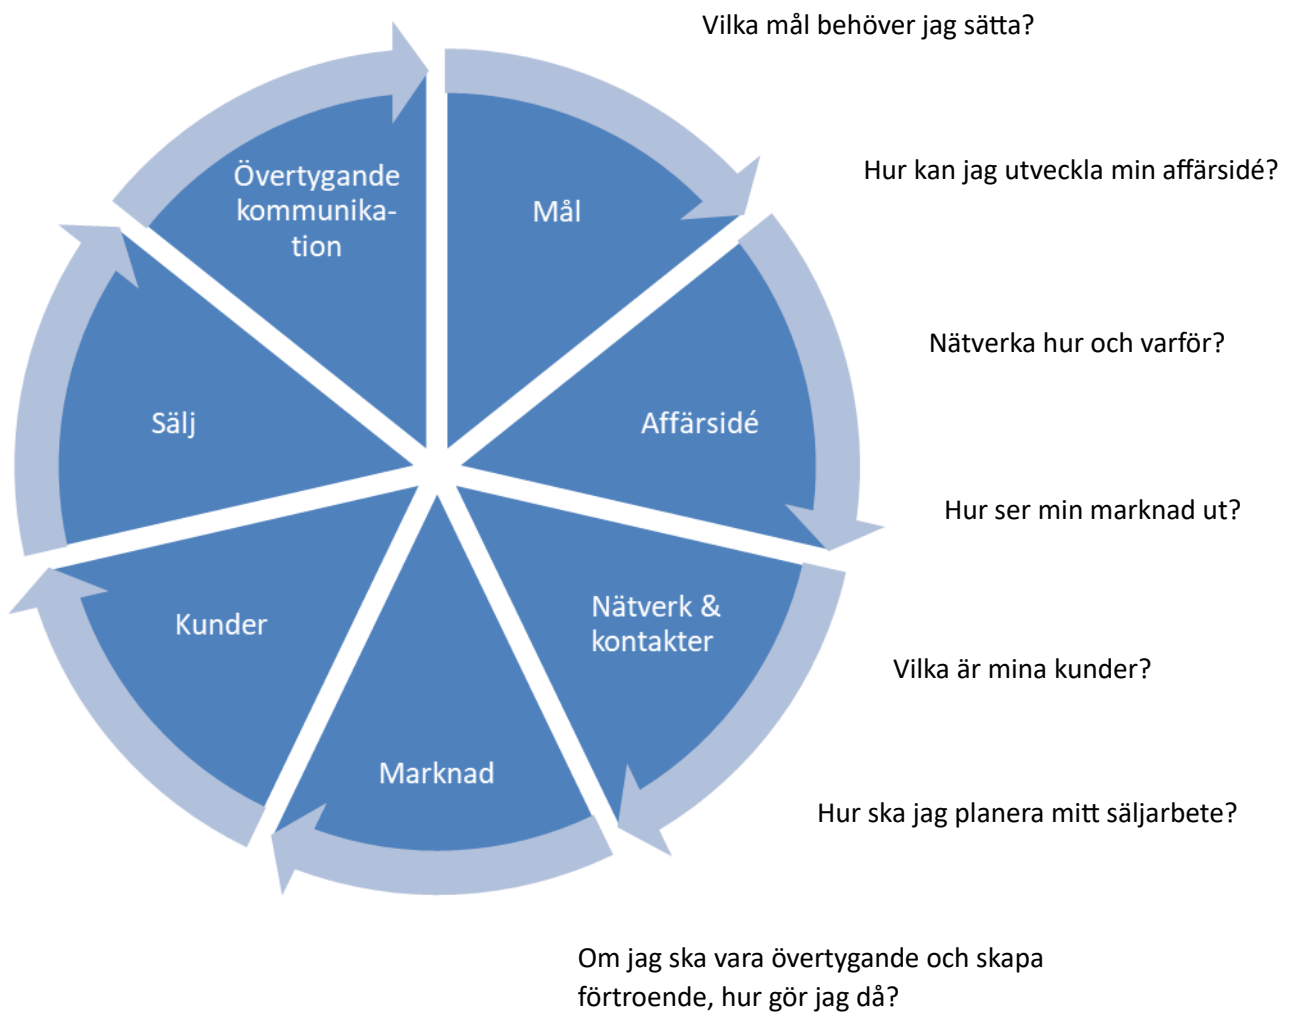 Vilka mål behöver jag sätta?
Övertygande
kommunika-
tion
Mål
Hur kan jag utveckla min affärsidé?
Nätverka hur och varför?
Sälj
Affärsidé
Hur ser min marknad ut?
Kunder
Nätverk &
kontakter
Vilka är mina kunder?
Marknad
Hur ska jag planera mitt säljarbete?
Om jag ska vara övertygande och skapa
förtroende, hur gör jag då?